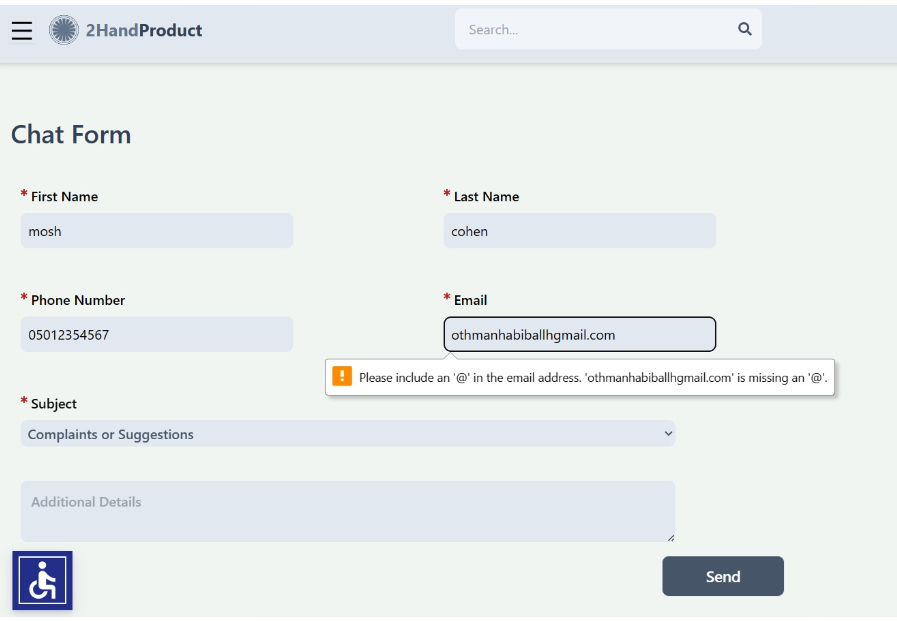 2HandProduct
Search...
Chat Form
* First Name
* Last Name
mosh
cohen
* Phone Number
* Email
05012354567
othmanhabiballhgmail.com
! Please include an '@' in the email address. 'othmanhabiballhgmail.com' is missing an '@'.
* Subject
Complaints or Suggestions
Additional Details
Send